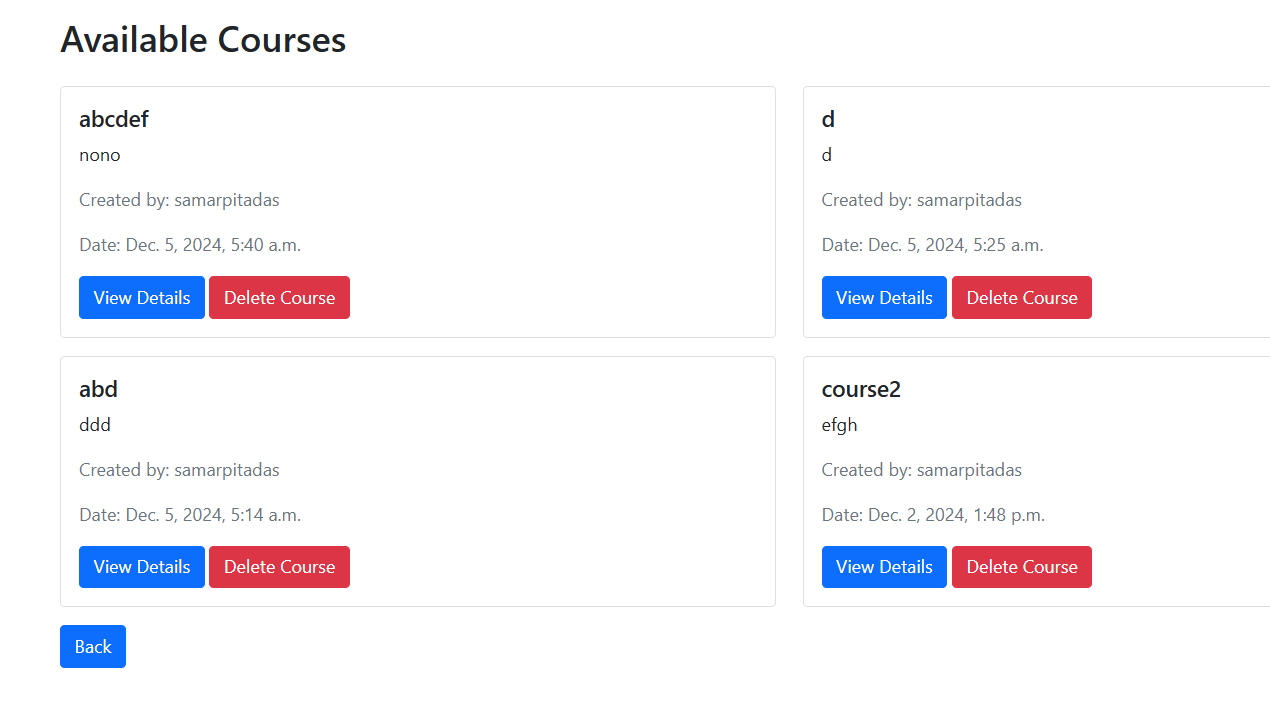 Available Courses
abcdef
nono
Created by: samarpitadas
Date: Dec. 5, 2024, 5:40 a.m.
View Details Delete Course
d
d
Created by: samarpitadas
Date: Dec. 5, 2024, 5:25 a.m.
View Details Delete Course
abd
ddd
Created by: samarpitadas
Date: Dec. 5, 2024, 5:14 a.m.
View Details Delete Course
course2
efgh
Created by: samarpitadas
Date: Dec. 2, 2024, 1:48 p.m.
View Details Delete Course
Back